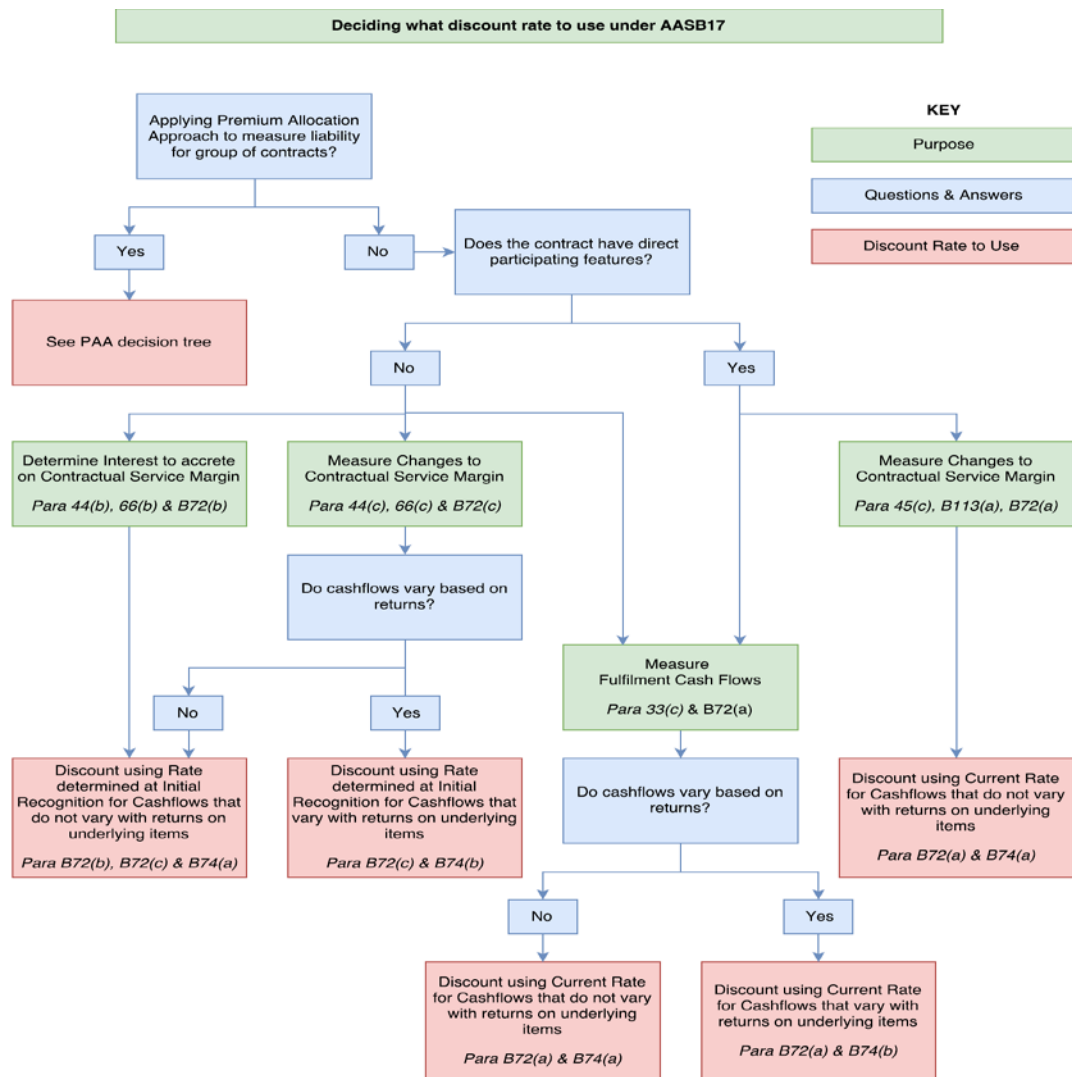 Deciding what discount rate to use under AASB17
Applying Premium Allocation
Approach to measure liability
for group of contracts?
KEY
Purpose
Questions & Answers
Discount Rate to Use
Yes
No
Does the contract have direct
participating features?
See PAA decision tree
No
Yes
Determine Interest to accrete
on Contractual Service Margin
Para 44(b), 66(b) & B72(b)
Measure Changes to
Contractual Service Margin
Para 44(c), 66(c) & B72(c)
Measure Changes to
Contractual Service Margin
Para 45(c), B113(a), B72(a)
Do cashflows vary based on
returns?
Measure
Fulfilment Cash Flows
Para 33(c) & B72(a)
No
Yes
Discount using Rate
determined at Initial
Recognition for Cashflows that
do not vary with returns on
underlying items
Para B72(b), B72(c) & B74(a)
Discount using Rate
determined at Initial
Recognition for Cashflows that
vary with returns on underlying
items
Para B72(c) & B74(b)
Do cashflows vary based on
returns?
Discount using Current Rate
for Cashflows that do not vary
with returns on underlying
items
Para B72(a) & B74(a)
No
Yes
Discount using Current Rate
for Cashflows that do not vary
with returns on underlying
items
Para B72(a) & B74(a)
Discount using Current Rate
for Cashflows that vary with
returns on underlying items
Para B72(a) & B74(b)